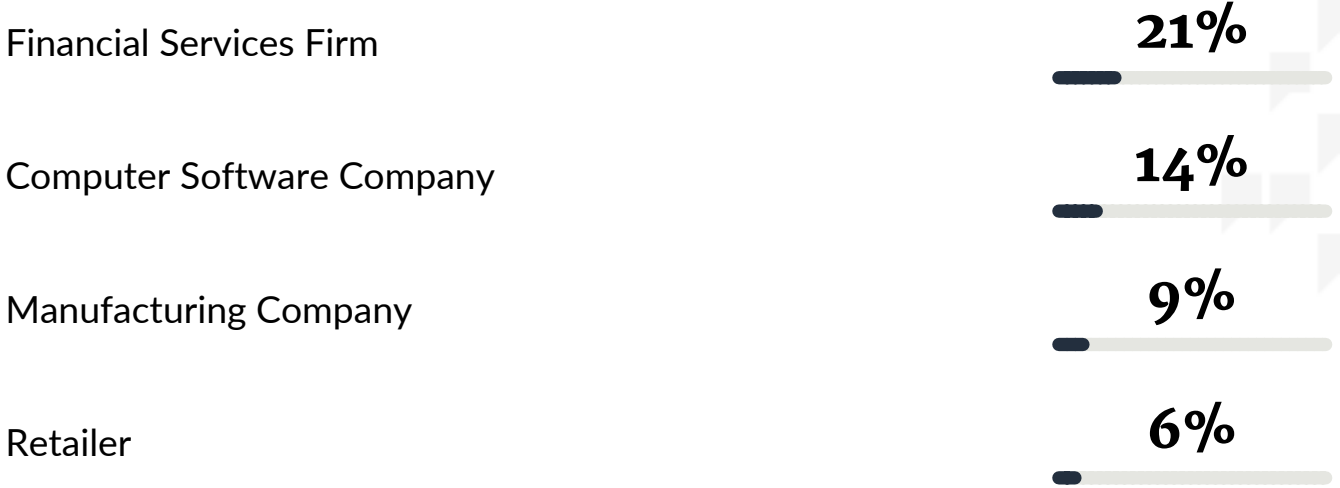 Financial Services Firm 21%
Computer Software Company 14%
Manufacturing Company 9%
Retailer 6%